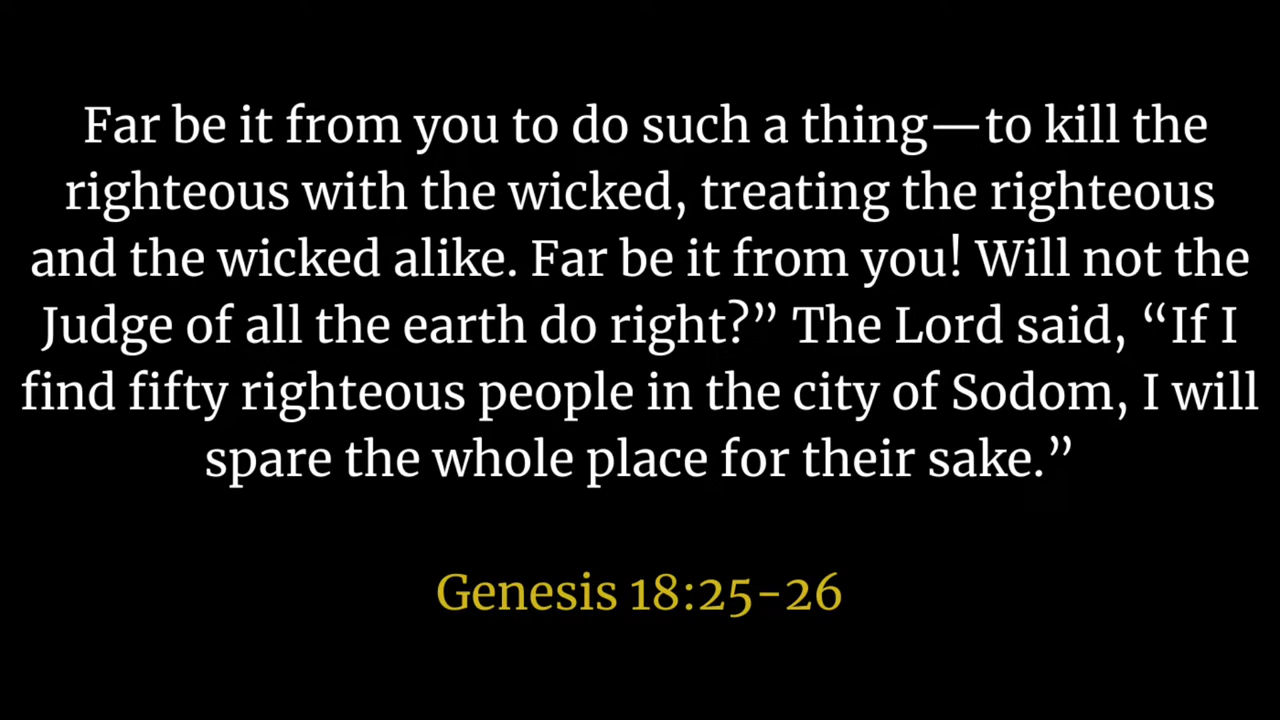 Far be it from you to do such a thing—to kill the
righteous with the wicked, treating the righteous
and the wicked alike. Far be it from you! Will not the
Judge of all the earth do right?” The Lord said, “If I
find fifty righteous people in the city of Sodom, I will
spare the whole place for their sake.”
Genesis 18:25-26